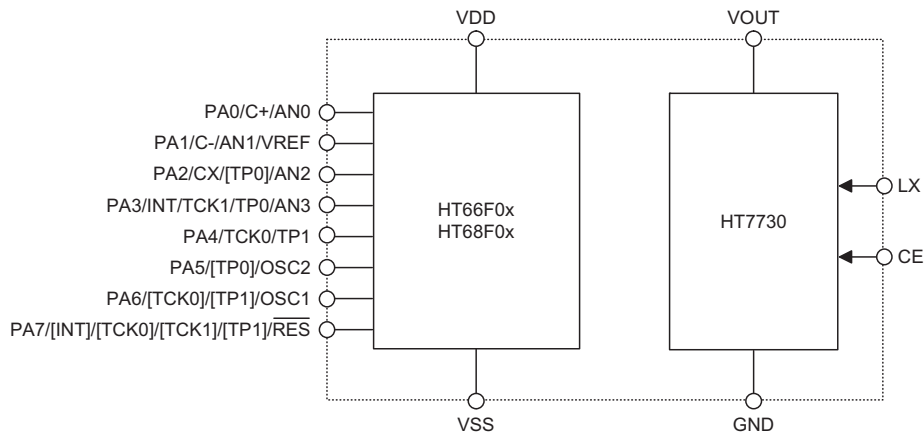 VDD
VOUT
PA0/C+/AN0
PA1/C-/AN1/VREF
PA2/CX/[TP0]/AN2
PA3/INT/TCK1/TP0/AN3
PA4/TCK0/TP1
PA5/[TP0]/OSC2
PA6/[TCK0]/[TP1]/OSC1
PA7/[INT]/[TCK0]/[TCK1]/[TP1]/R̅E̅S̅
HT66F0x
HT68F0x
HT7730
LX
CE
VSS
GND